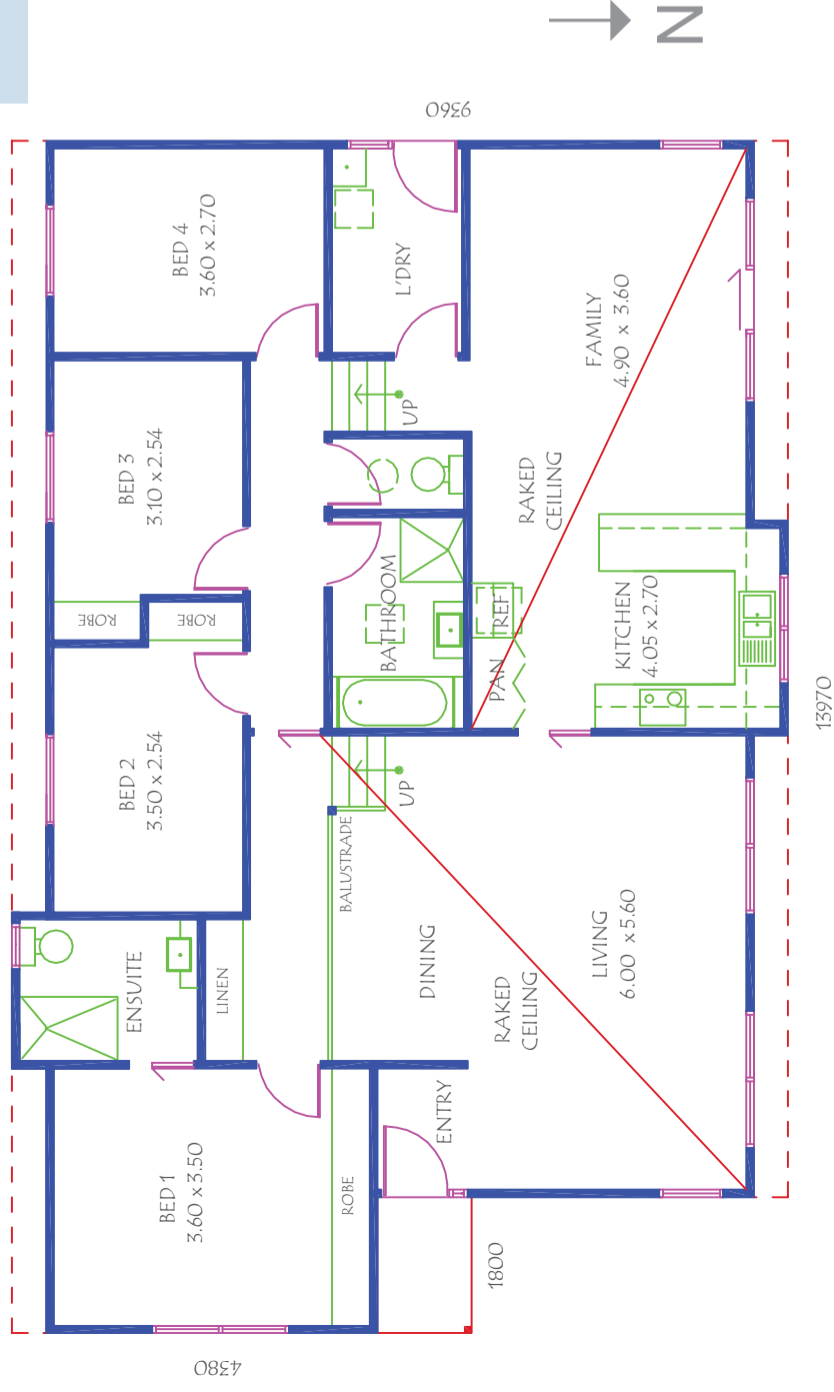 N
9360
BED 4
3.60 x 2.70
L'DRY
FAMILY
4.90 x 3.60
UP
BED 3
3.10 x 2.54
RAKED
CEILING
ROBE
ROBE
BATHROOM
REF
PAN
KITCHEN
4.05 x 2.70
13970
BED 2
3.50 x 2.54
UP
BALUSTRADE
ENSUITE
LINEN
DINING
RAKED
CEILING
LIVING
6.00 x 5.60
BED 1
3.60 x 3.50
ROBE
ENTRY
1800
4380